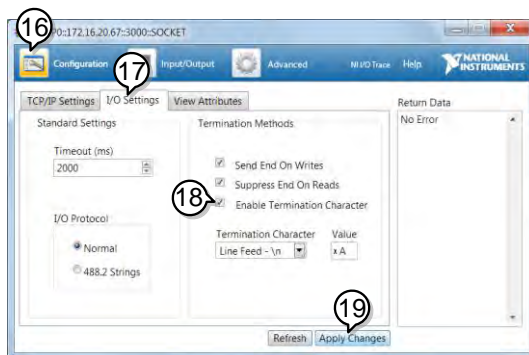 16
70::172.16.20.67::3000::SOCKET
Configuration Input/Output Advanced NI I/O Trace Help NATIONAL INSTRUMENTS
17
TCP/IP Settings I/O Settings View Attributes Return Data
Standard Settings Termination Methods No Error
Timeout (ms)
2000
Send End On Writes
Suppress End On Reads
18 Enable Termination Character
I/O Protocol
Termination Character Value
Normal Line Feed - \n x A
488.2 Strings
19
Refresh Apply Changes